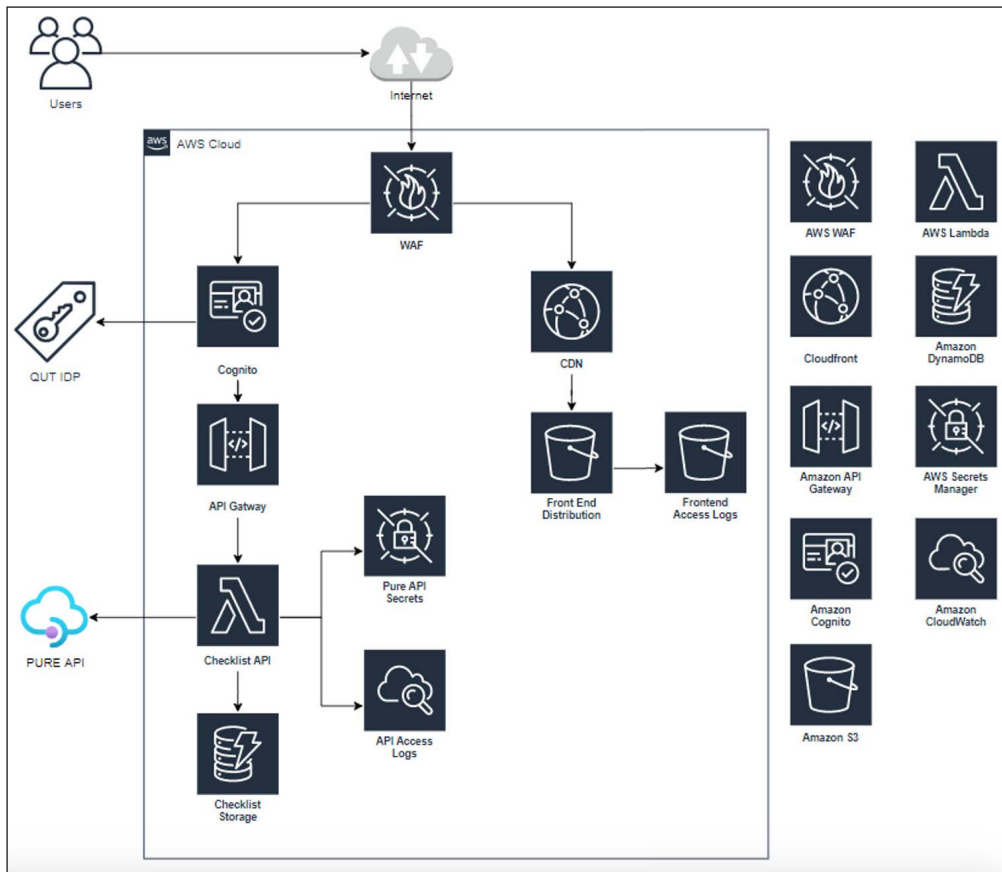 Users
Internet
aws
AWS Cloud
WAF
AWS WAF
AWS Lambda
QUT IDP
Cognito
CDN
Cloudfront
Amazon
DynamoDB
API Gatway
Front End
Distribution
Frontend
Access Logs
Amazon API
Gateway
AWS Secrets
Manager
Pure API
Secrets
PURE API
Checklist API
API Access
Logs
Amazon
Cognito
Amazon
CloudWatch
Checklist
Storage
Amazon S3